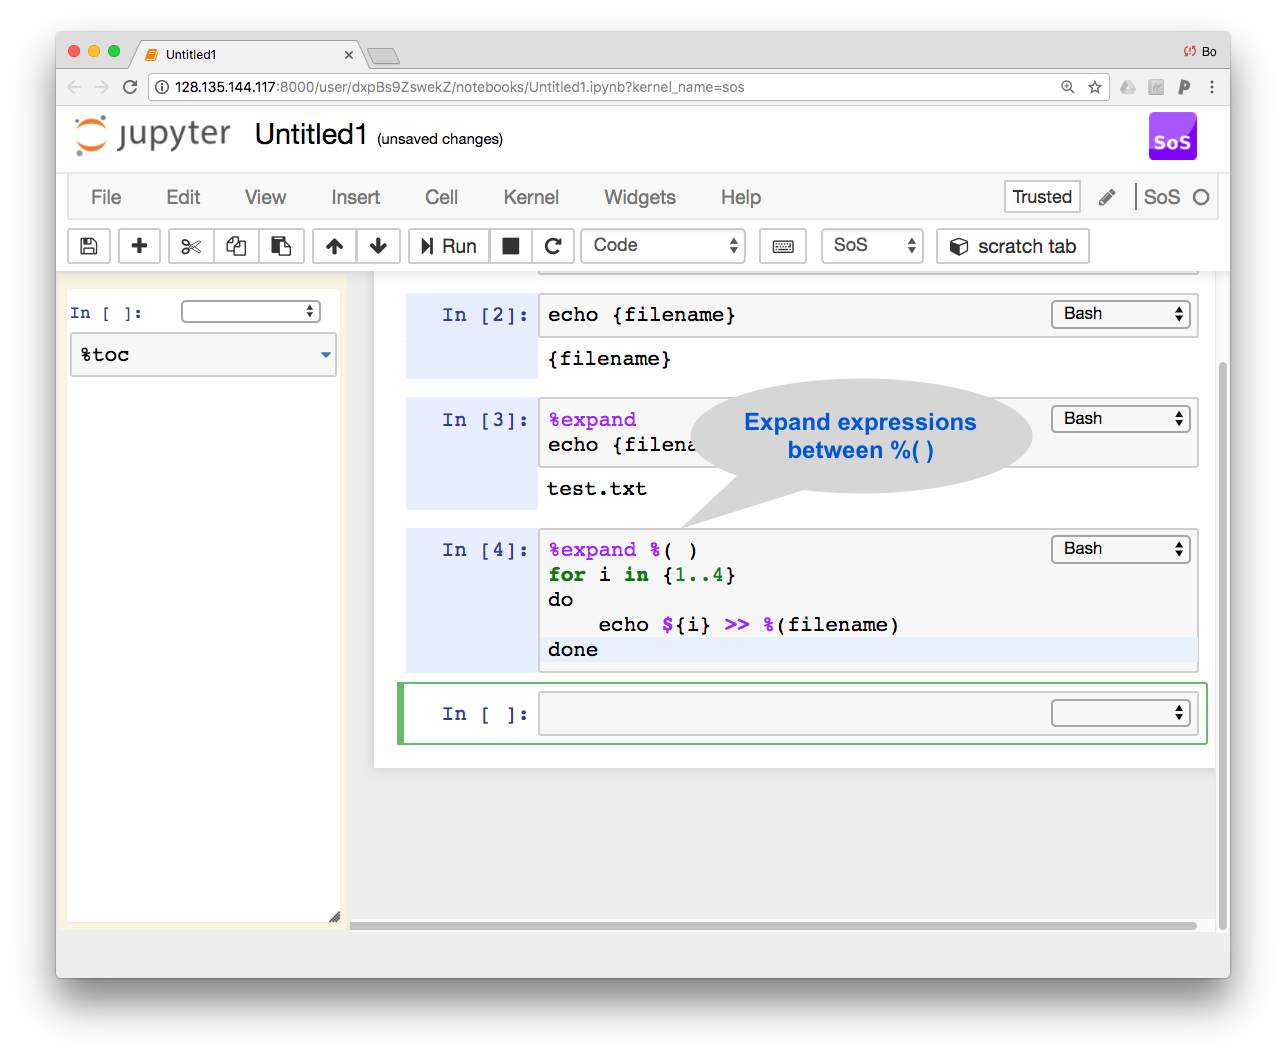 Untitled1
Bo
128.135.144.117:8000/user/dxpBs9ZswekZ/notebooks/Untitled1.ipynb?kernel_name=sos
jupyter Untitled1 (unsaved changes)
SoS
File Edit View Insert Cell Kernel Widgets Help Trusted SoS
Run Code SoS scratch tab
In [ ]:
%toc
In [2]: echo {filename} Bash
{filename}
In [3]: %expand Bash
echo {filena
Expand expressions
between %( )
test.txt
In [4]: %expand %( ) Bash
for i in {1..4}
do
echo ${i} >> %(filename)
done
In [ ]: